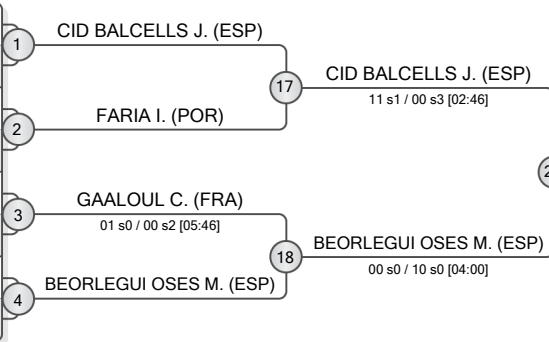 CID BALCELLS J. (ESP)
1
17
CID BALCELLS J. (ESP)
11 s1 / 00 s3 [02:46]
FARIA I. (POR)
2
GAALOUL C. (FRA)
3
01 s0 / 00 s2 [05:46]
18
BEORLEGUI OSES M. (ESP)
00 s0 / 10 s0 [04:00]
BEORLEGUI OSES M. (ESP)
4